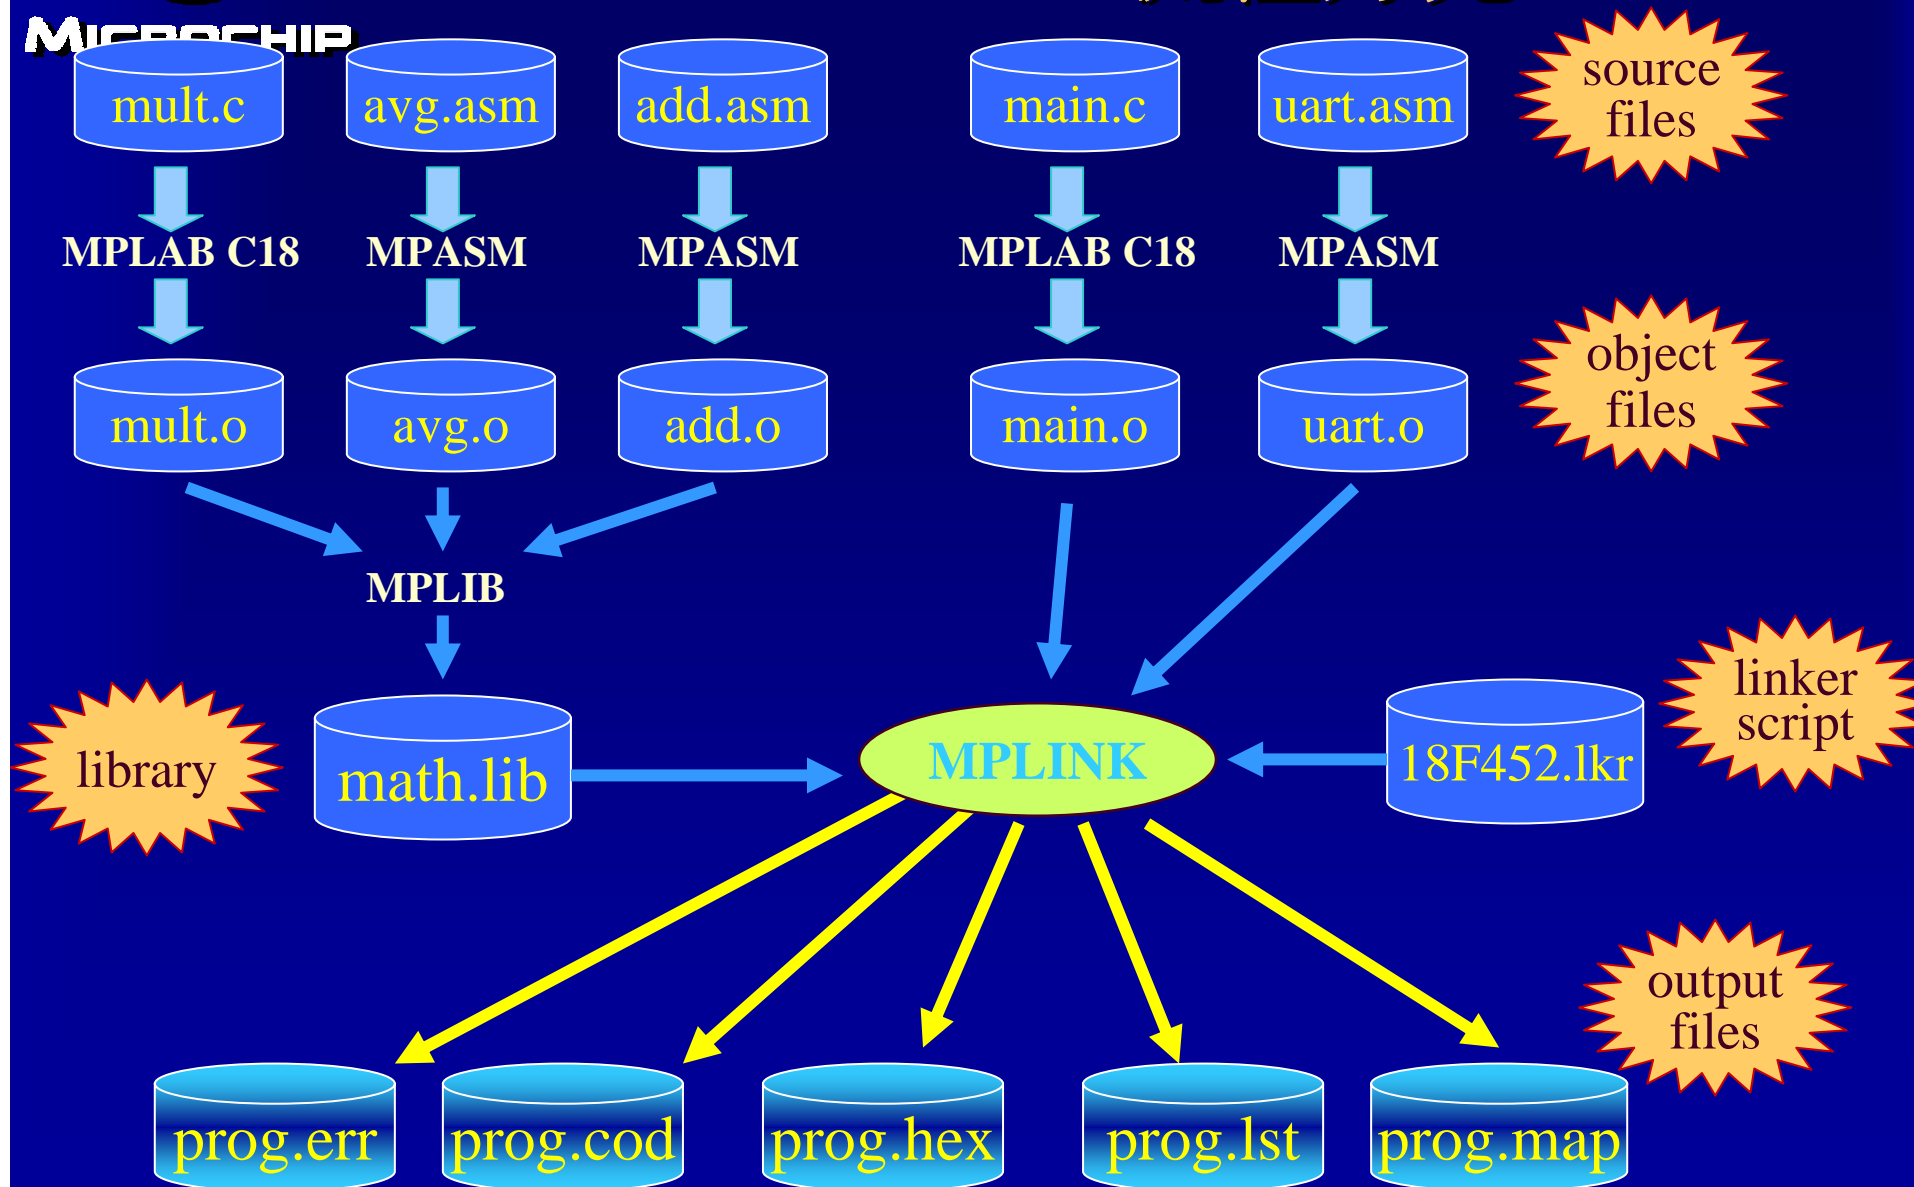 MICROCHIP
mult.c avg.asm add.asm main.c uart.asm
source
files
MPLAB C18 MPASM MPASM MPLAB C18 MPASM
object
files
mult.o avg.o add.o main.o uart.o
MPLIB
linker
script
library
math.lib
MPLINK
18F452.lkr
output
files
prog.err prog.cod prog.hex prog.lst prog.map